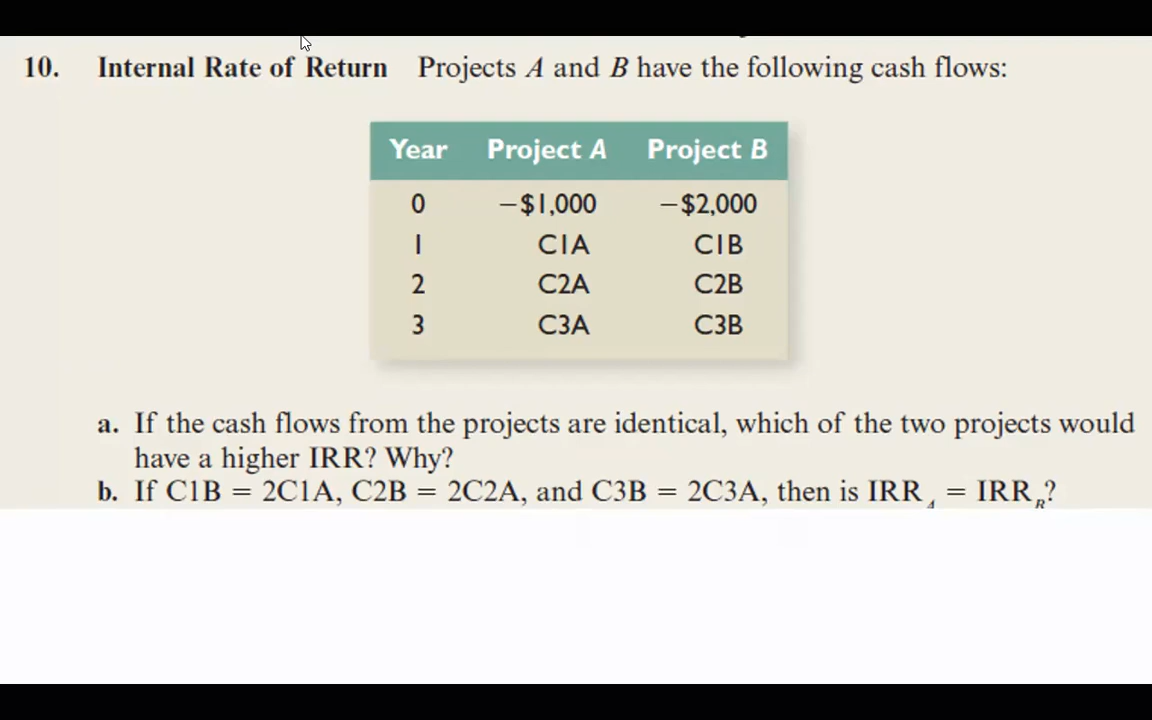 10. Internal Rate of Return Projects A and B have the following cash flows:
Year Project A Project B
0 −$1,000 −$2,000
1 C1A C1B
2 C2A C2B
3 C3A C3B
a. If the cash flows from the projects are identical, which of the two projects would
have a higher IRR? Why?
b. If C1B = 2C1A, C2B = 2C2A, and C3B = 2C3A, then is IRR A = IRR B?